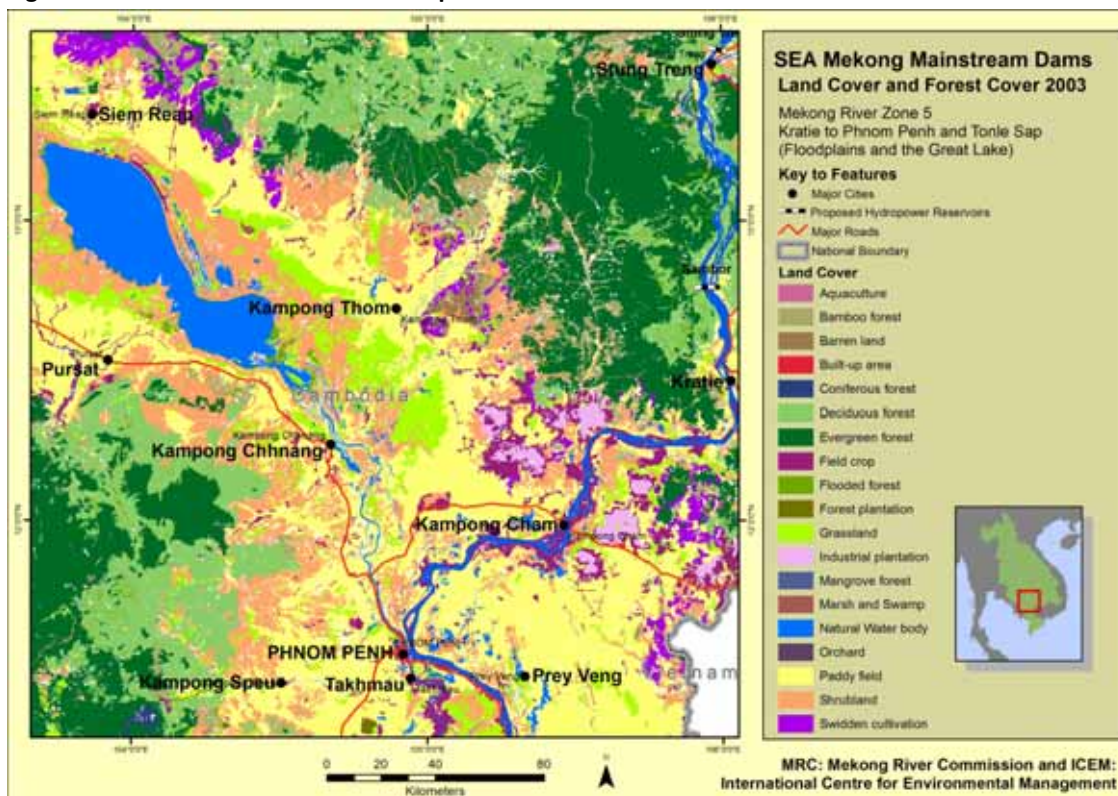 SEA Mekong Mainstream Dams
Land Cover and Forest Cover 2003
Mekong River Zone 5
Kratie to Phnom Penh and Tonle Sap
(Floodplains and the Great Lake)
Key to Features
Major Cities
Proposed Hydropower Reservoirs
Major Roads
National Boundary
Land Cover
Aquaculture
Bamboo forest
Barren land
Built-up area
Coniferous forest
Deciduous forest
Evergreen forest
Field crop
Flooded forest
Forest plantation
Grassland
Industrial plantation
Mangrove forest
Marsh and Swamp
Natural Water body
Orchard
Paddy field
Shrubland
Swidden cultivation
Stung Treng
Siem Reap
Siem Reap
Sambor
Kampong Thom
Pursat
Kratie
Cambodia
Kampong Chhnang
Kampong Chhnang
Kampong Cham
PHNOM PENH
Prey Veng
Prey Veng
Kampong Speu
Takhmau
0 20 40 80
Kilometers
MRC: Mekong River Commission and ICEM:
International Centre for Environmental Management